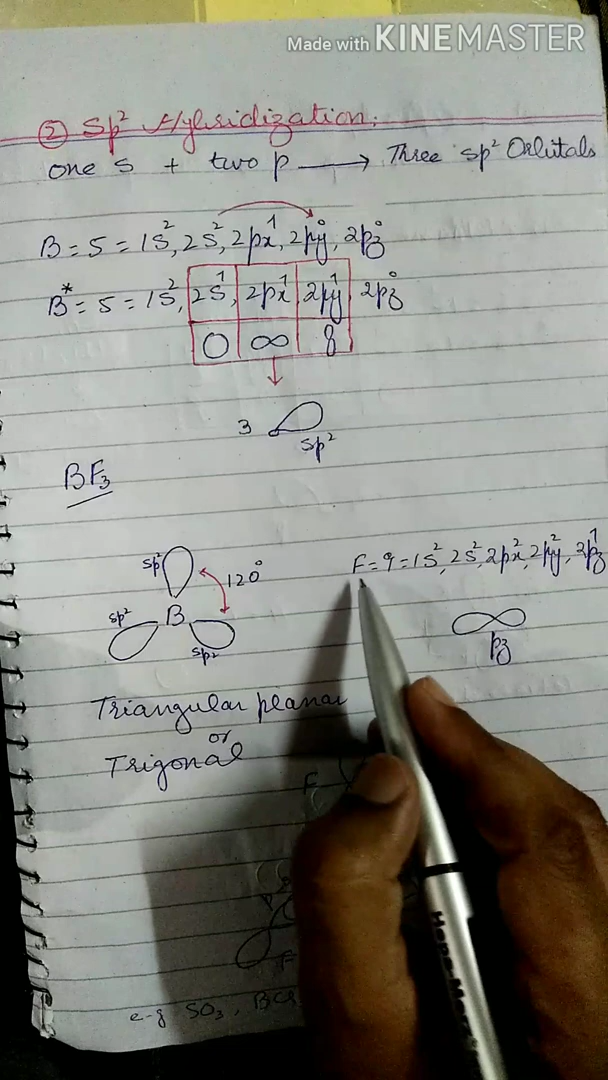 Made with KINEMASTER
② Sp² Hybridization:
one s + two p → Three sp² Orbitals
B = 5 = 1s², 2s², 2px¹, 2py⁰, 2pz⁰
B* = 5 = 1s², 2s¹, 2px¹, 2py¹ 2pz⁰
0 ∞ 8
3
sp²
BF₃
F = 9 = 1s², 2s², 2px², 2py², 2pz¹
sp² 120°
sp² B
sp²
pz
Triangular planar
or
Trigonal
F
F
e-g SO₃,